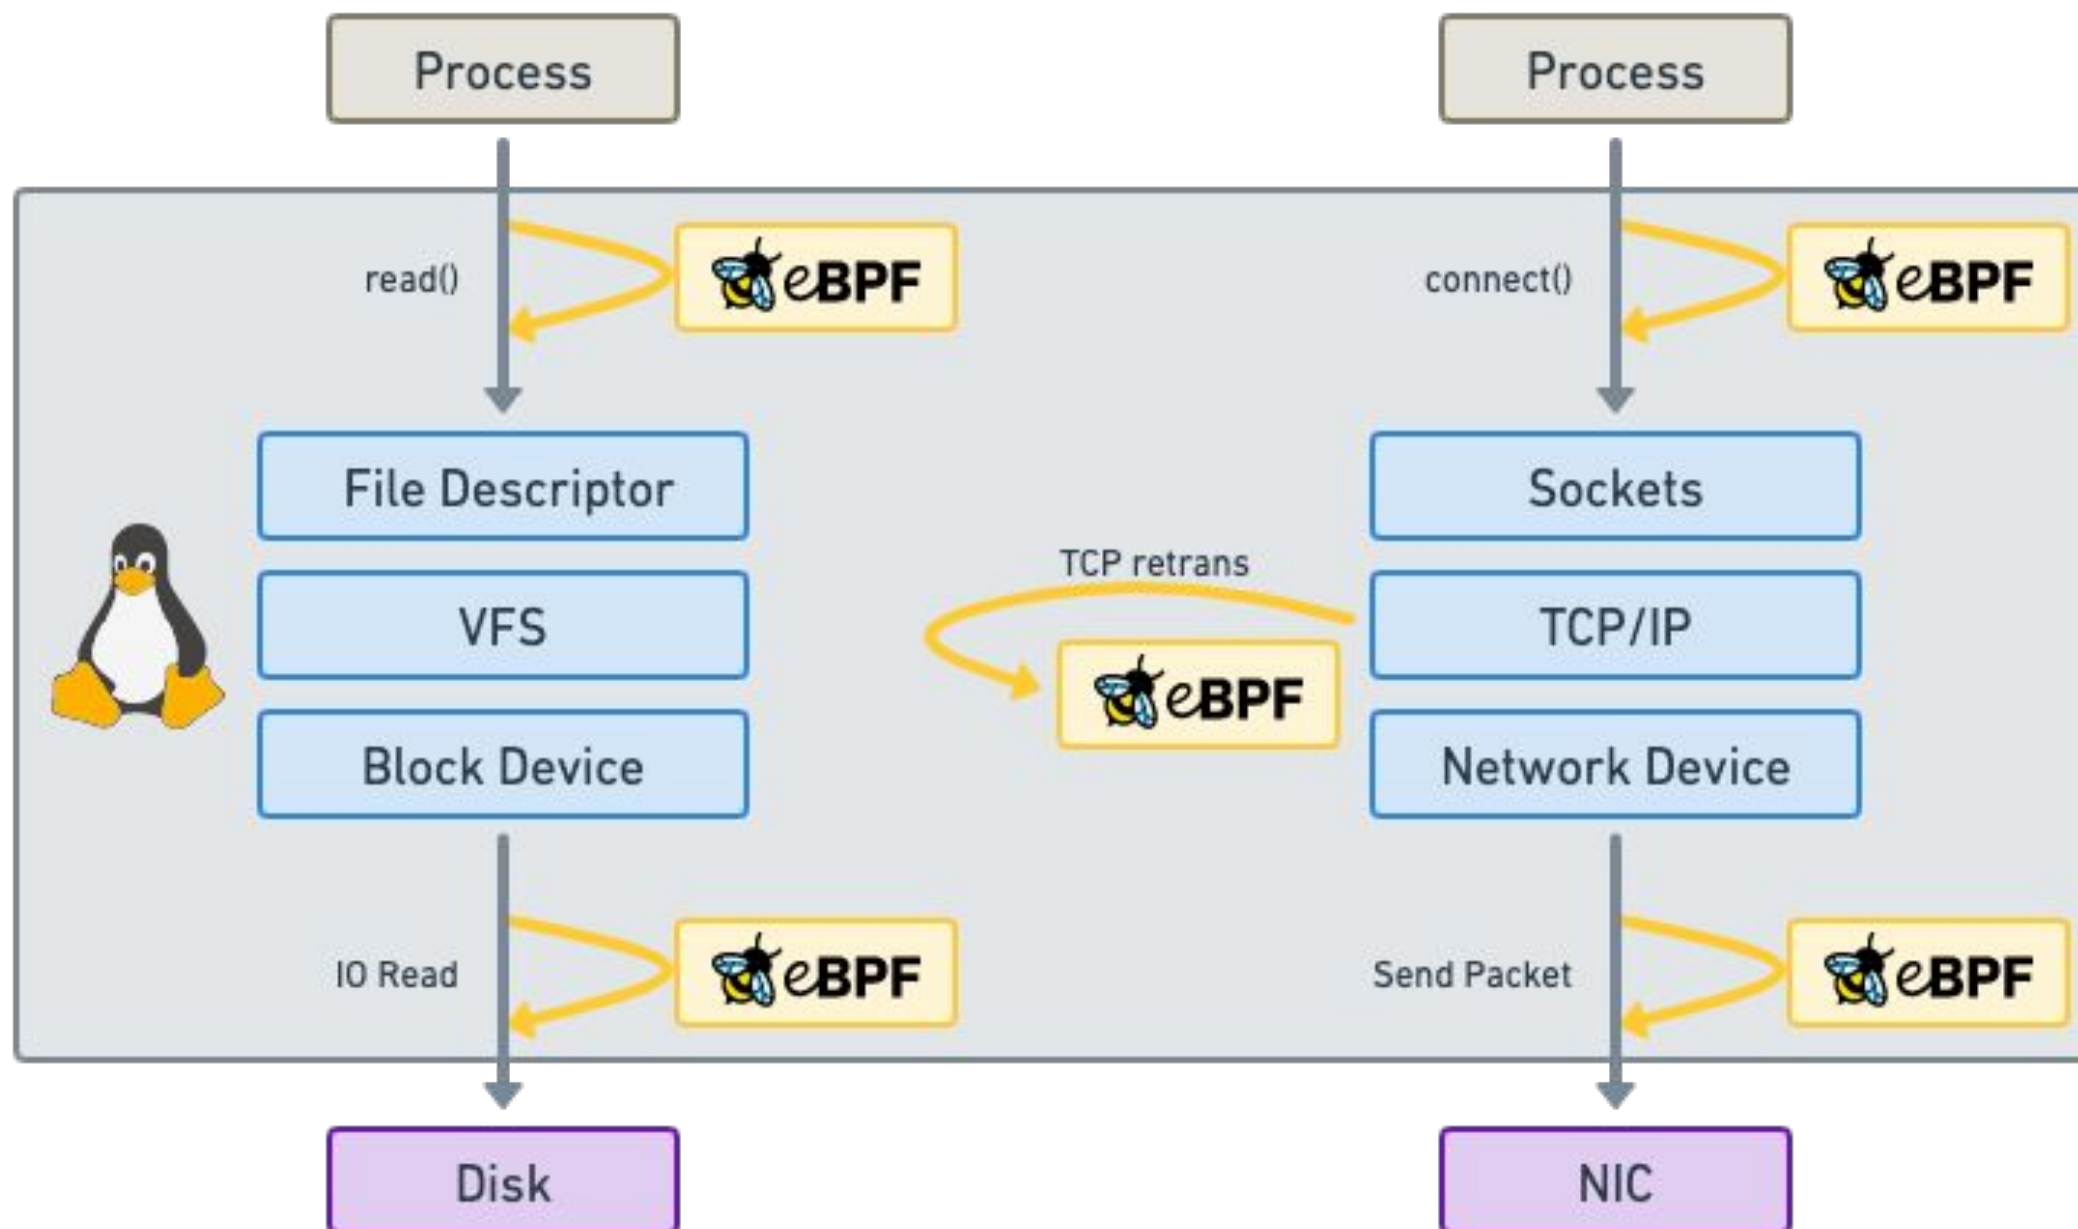 Process
Process
read()
eBPF
connect()
eBPF
File Descriptor
Sockets
TCP retrans
VFS
TCP/IP
eBPF
Block Device
Network Device
IO Read
eBPF
Send Packet
eBPF
Disk
NIC